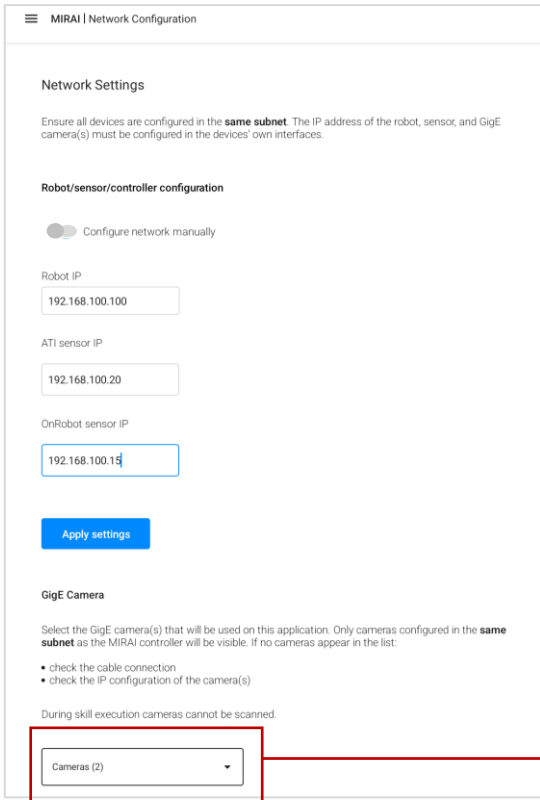 MIRAI | Network Configuration
Network Settings
Ensure all devices are configured in the same subnet. The IP address of the robot, sensor, and GigE
camera(s) must be configured in the devices' own interfaces.
Robot/sensor/controller configuration
Configure network manually
Robot IP
192.168.100.100
ATI sensor IP
192.168.100.20
OnRobot sensor IP
192.168.100.15
Apply settings
GigE Camera
Select the GigE camera(s) that will be used on this application. Only cameras configured in the same
subnet as the MIRAI controller will be visible. If no cameras appear in the list:
• check the cable connection
• check the IP configuration of the camera(s)
During skill execution cameras cannot be scanned.
Cameras (2)